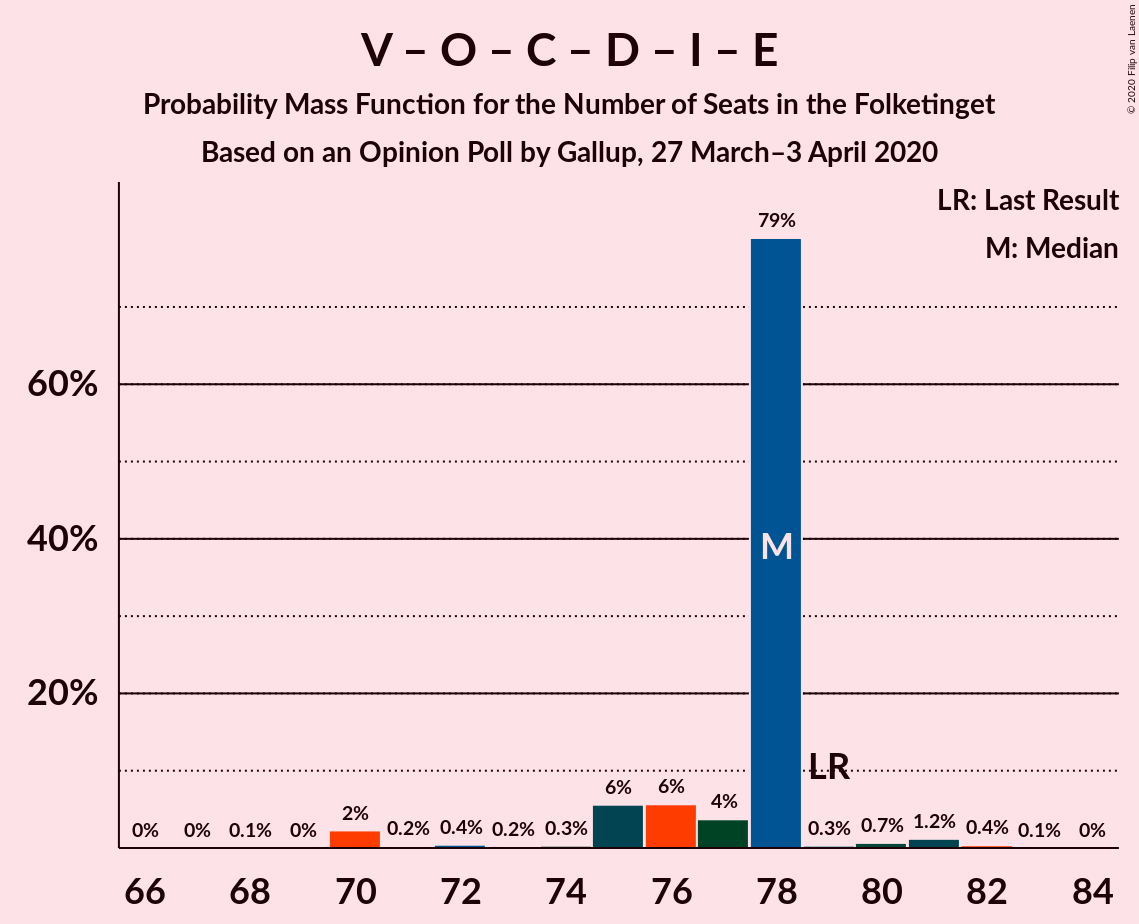 V – O – C – D – I – E
Probability Mass Function for the Number of Seats in the Folketinget
Based on an Opinion Poll by Gallup, 27 March–3 April 2020
© 2020 Filip van Laenen
LR: Last Result
M: Median
60%
40%
20%
0%
0%
0.1%
0%
2%
0.2%
0.4%
0.2%
0.3%
6%
6%
4%
79%
M
LR
0.3%
0.7%
1.2%
0.4%
0.1%
0%
66 68 70 72 74 76 78 80 82 84